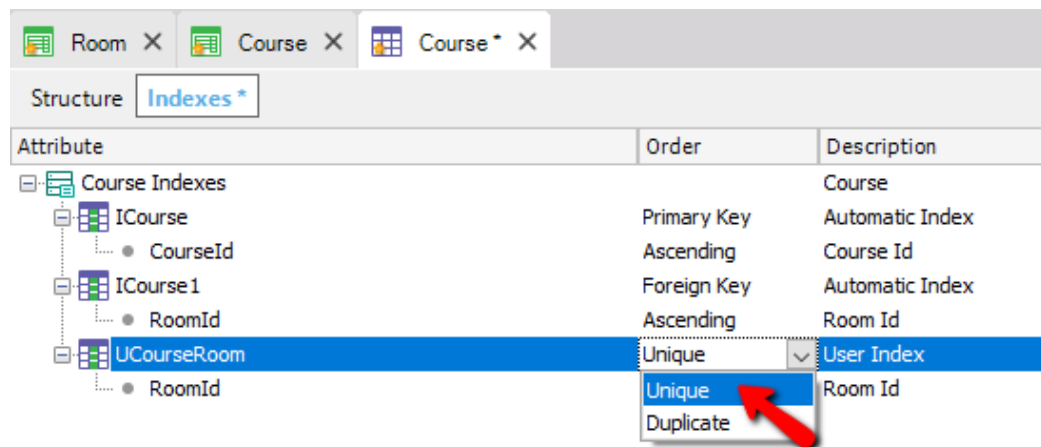 Room Course Course *
Structure Indexes *
Attribute Order Description
Course Indexes Course
ICourse Primary Key Automatic Index
CourseId Ascending Course Id
ICourse1 Foreign Key Automatic Index
RoomId Ascending Room Id
UCourseRoom Unique User Index
RoomId Unique Room Id
Duplicate